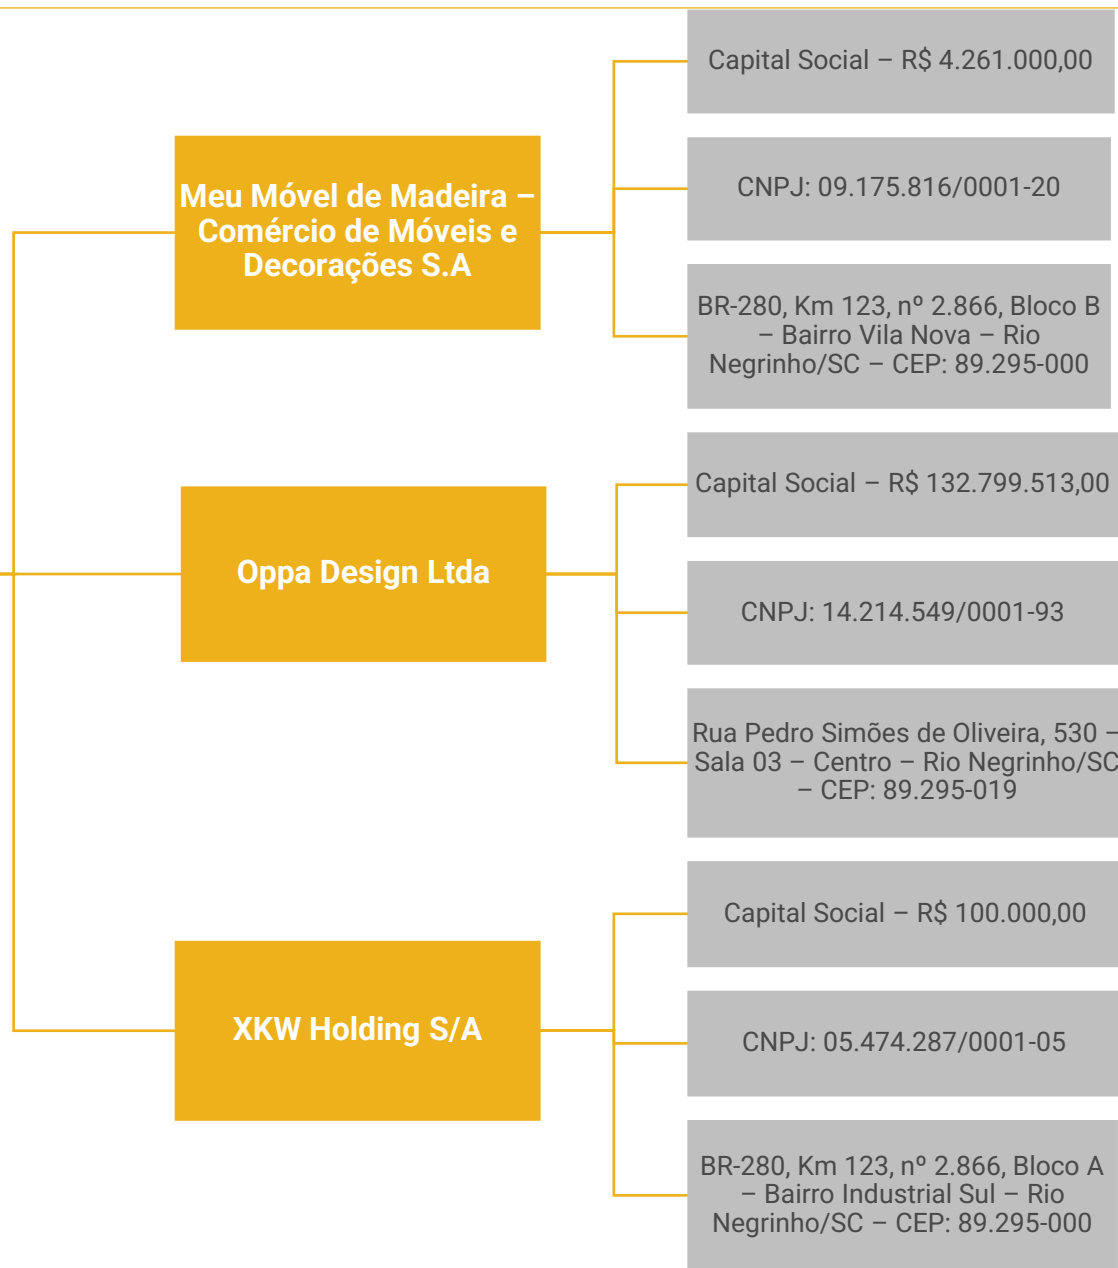 Meu Móvel de Madeira –
Comércio de Móveis e
Decorações S.A
Capital Social – R$ 4.261.000,00
CNPJ: 09.175.816/0001-20
BR-280, Km 123, nº 2.866, Bloco B
– Bairro Vila Nova – Rio
Negrinho/SC – CEP: 89.295-000
Oppa Design Ltda
Capital Social – R$ 132.799.513,00
CNPJ: 14.214.549/0001-93
Rua Pedro Simões de Oliveira, 530 –
Sala 03 – Centro – Rio Negrinho/SC
– CEP: 89.295-019
XKW Holding S/A
Capital Social – R$ 100.000,00
CNPJ: 05.474.287/0001-05
BR-280, Km 123, nº 2.866, Bloco A
– Bairro Industrial Sul – Rio
Negrinho/SC – CEP: 89.295-000